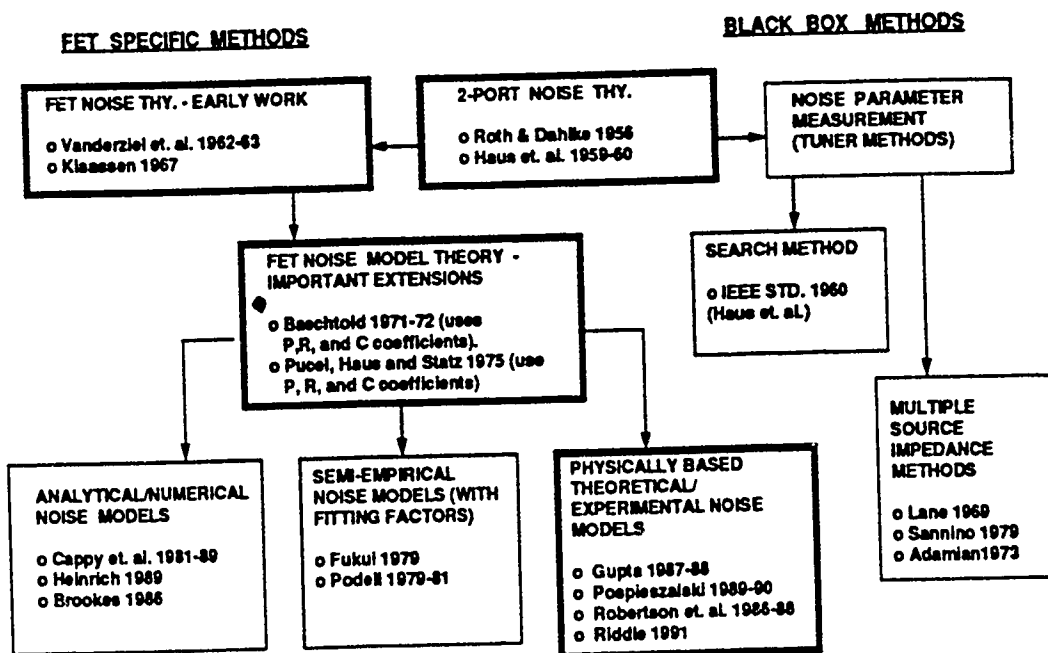 FET SPECIFIC METHODS
BLACK BOX METHODS
FET NOISE THY. - EARLY WORK
o Vanderziel et. al. 1962-63
o Klaassen 1967
2-PORT NOISE THY.
o Roth & Dahlke 1956
o Haus et. al. 1959-60
NOISE PARAMETER
MEASUREMENT
(TUNER METHODS)
FET NOISE MODEL THEORY -
IMPORTANT EXTENSIONS
o Baechtold 1971-72 (uses
P,R, and C coefficients).
o Pucel, Haus and Statz 1975 (use
P, R, and C coefficients)
SEARCH METHOD
o IEEE STD. 1960
(Haus et. al.)
ANALYTICAL/NUMERICAL
NOISE MODELS
o Cappy et. al. 1981-89
o Heinrich 1989
o Brookes 1986
SEMI-EMPIRICAL
NOISE MODELS (WITH
FITTING FACTORS)
o Fukui 1979
o Podell 1979-81
PHYSICALLY BASED
THEORETICAL/
EXPERIMENTAL NOISE
MODELS
o Gupta 1987-88
o Pospieszalski 1989-90
o Robertson et. al. 1986-88
o Riddle 1991
MULTIPLE
SOURCE
IMPEDANCE
METHODS
o Lane 1969
o Sannino 1979
o Adamian1973